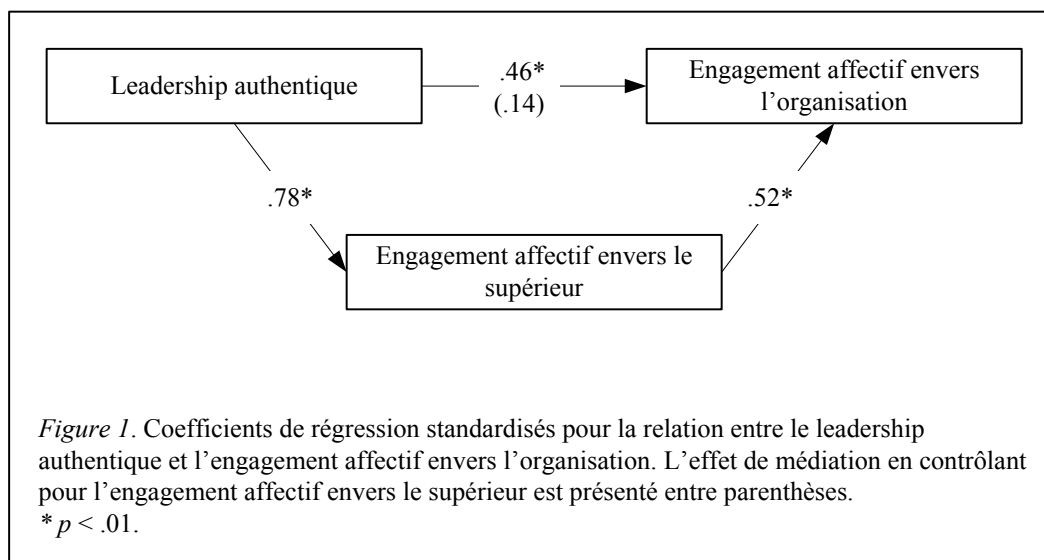 Leadership authentique
.46*
(.14)
Engagement affectif envers
l’organisation
.78*
.52*
Engagement affectif envers le
supérieur
Figure 1. Coefficients de régression standardisés pour la relation entre le leadership
authentique et l’engagement affectif envers l’organisation. L’effet de médiation en contrôlant
pour l’engagement affectif envers le supérieur est présenté entre parenthèses.
* p < .01.